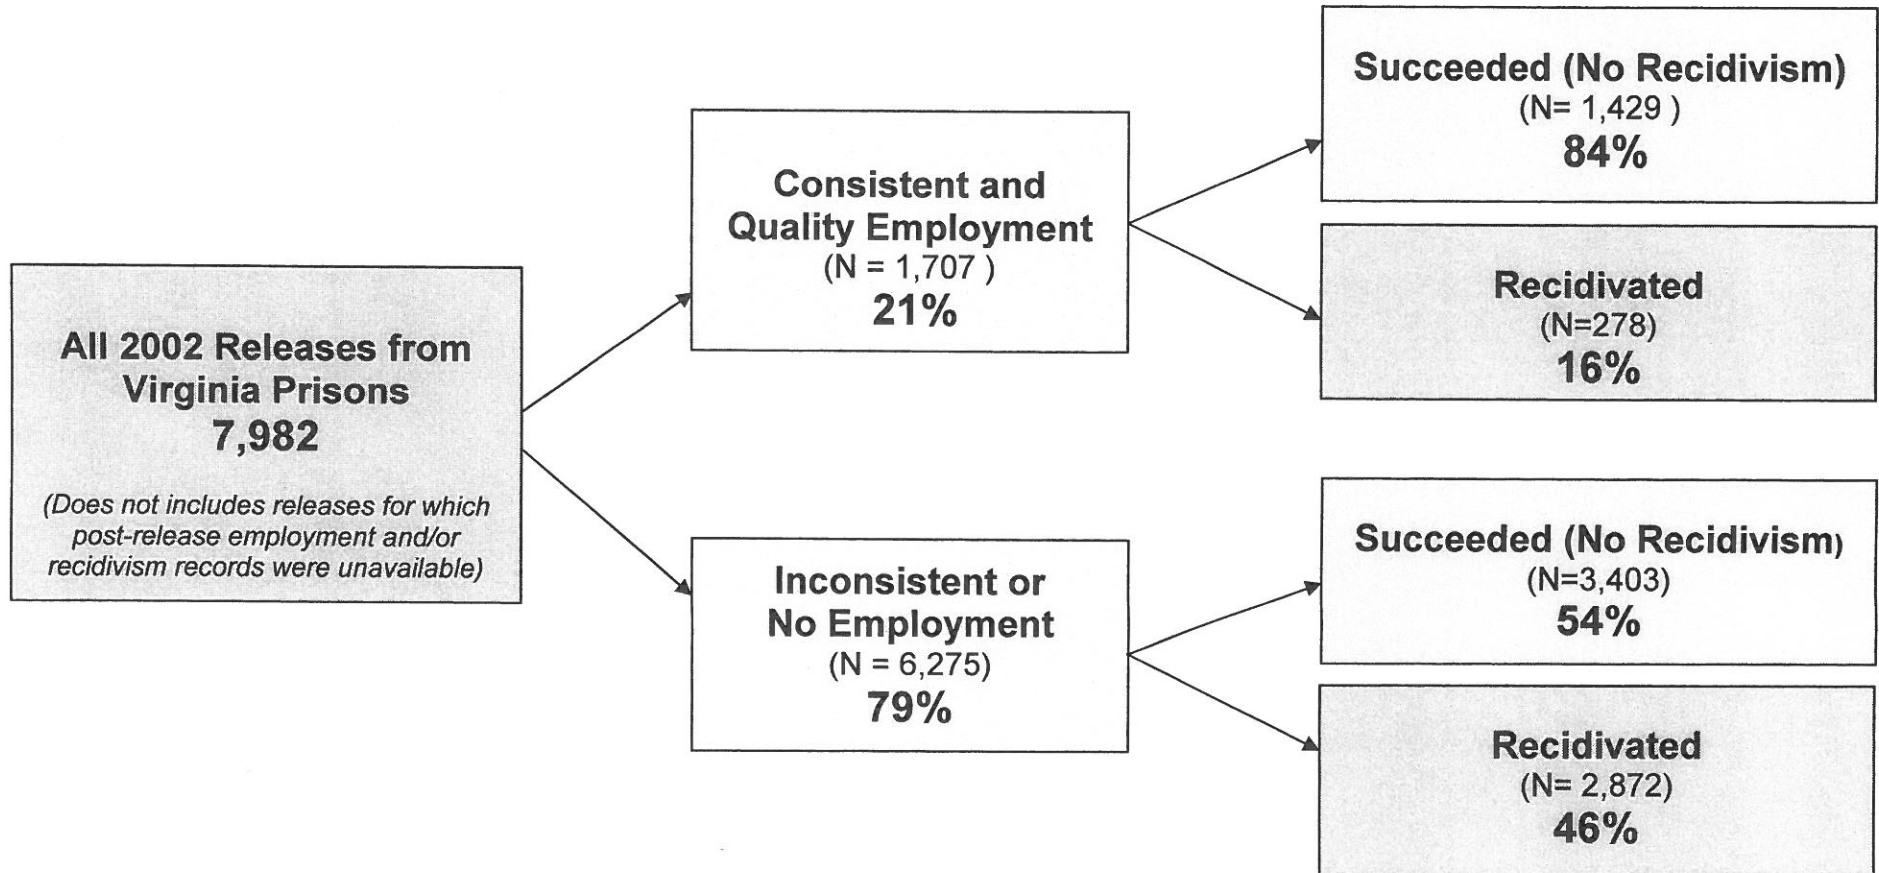 All 2002 Releases from
Virginia Prisons
7,982
(Does not includes releases for which
post-release employment and/or
recidivism records were unavailable)
Consistent and
Quality Employment
(N = 1,707 )
21%
Inconsistent or
No Employment
(N = 6,275)
79%
Succeeded (No Recidivism)
(N= 1,429 )
84%
Recidivated
(N=278)
16%
Succeeded (No Recidivism)
(N=3,403)
54%
Recidivated
(N= 2,872)
46%